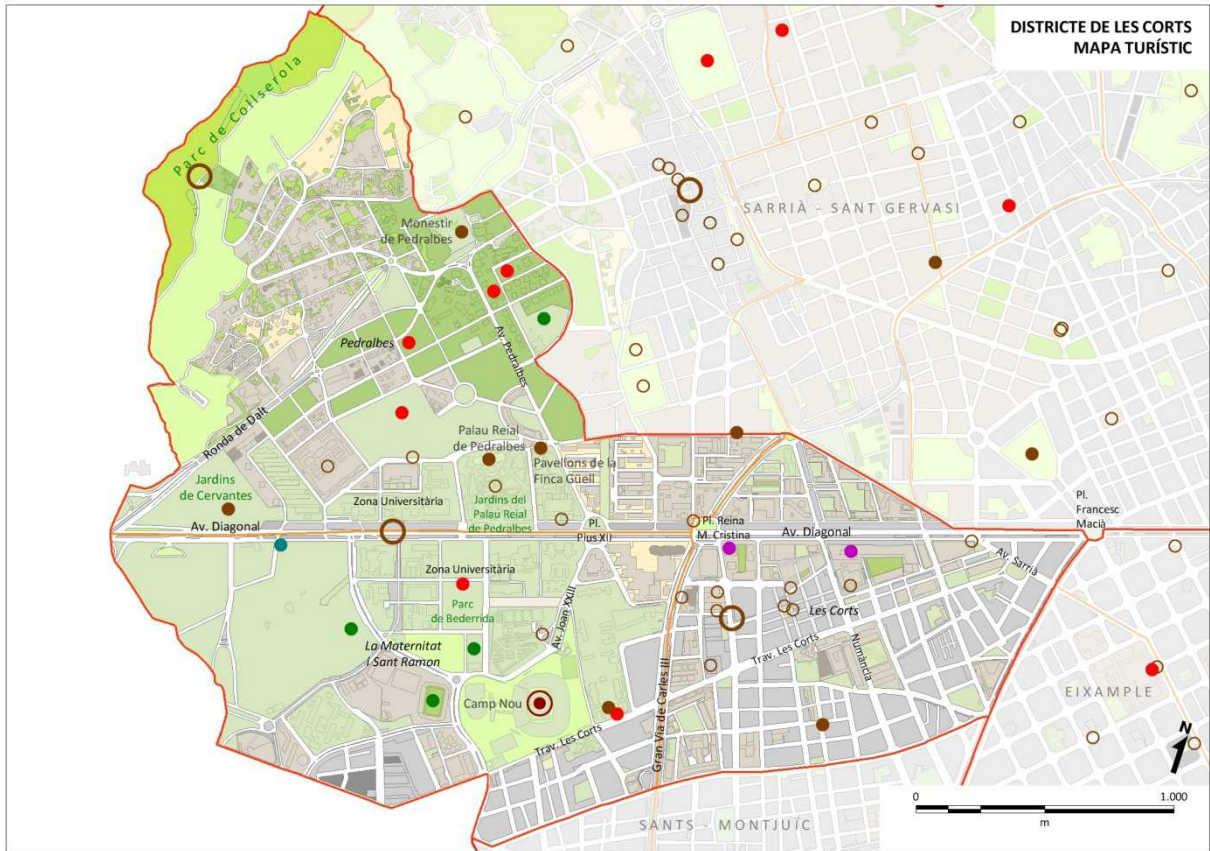 DISTRICTE DE LES CORTS
MAPA TURÍSTIC
Parc de Collserola
SARRIÀ - SANT GERVASI
Monestir
de Pedralbes
Pedralbes
Av. Pedralbes
Ronda de Dalt
Palau Reial
de Pedralbes
Pavellons de la
Finca Güell
Jardins
de Cervantes
Zona Universitària
Jardins del
Palau Reial
de Pedralbes
Av. Diagonal
Pl.
Pius XII
Pl. Reina
M. Cristina
Av. Diagonal
Pl.
Francesc
Macià
Av. Sarrià
Zona Universitària
Parc
de Bederrida
Av. Joan XXIII
Les Corts
La Maternitat
i Sant Ramon
Trav. Les Corts
Numància
Camp Nou
Gran Via de Carles III
Trav. Les Corts
EIXAMPLE
N
0
1.000
m
SANTS - MONTJUÏC